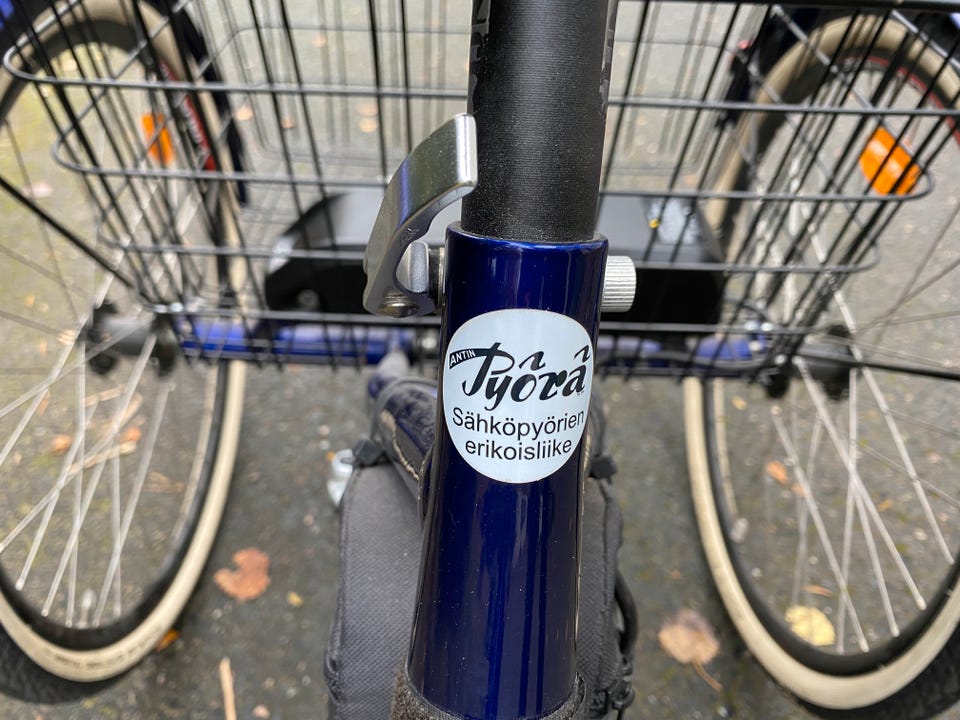 ANTIN
Pyörä
Sähköpyörien
erikoisliike